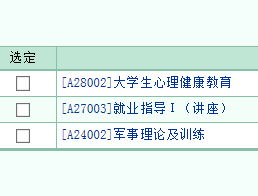 选定
[A28002]大学生心理健康教育
[A27003]就业指导Ⅰ（讲座）
[A24002]军事理论及训练